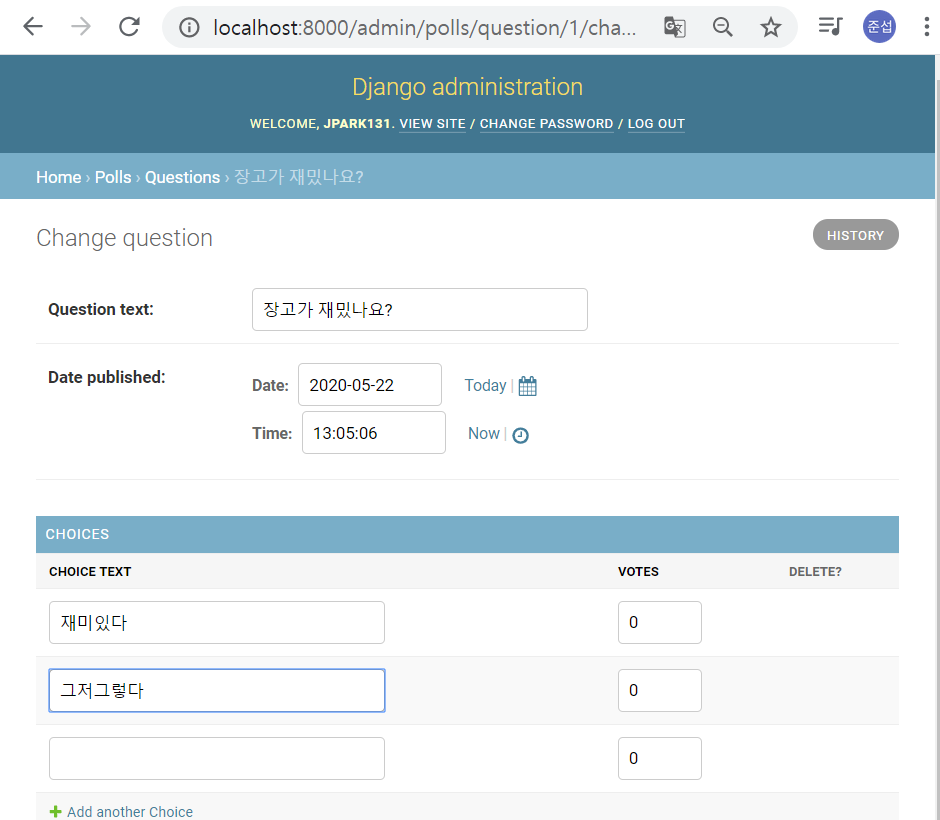 localhost:8000/admin/polls/question/1/cha...
준섭
Django administration
WELCOME, JPARK131. VIEW SITE / CHANGE PASSWORD / LOG OUT
Home › Polls › Questions › 장고가 재밌나요?
Change question
HISTORY
Question text: 장고가 재밌나요?
Date published: Date: 2020-05-22 Today |
Time: 13:05:06 Now |
CHOICES
CHOICE TEXT VOTES DELETE?
재미있다 0
그저그렇다 0
0
Add another Choice